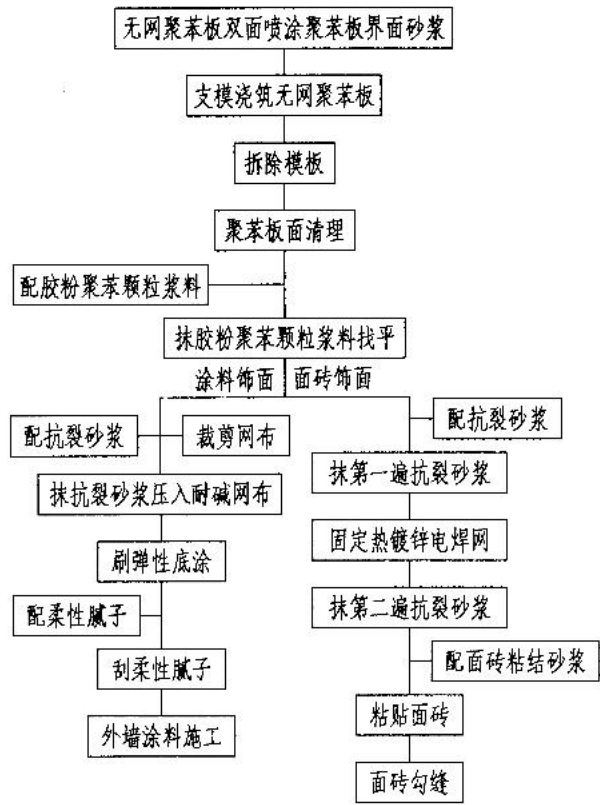 无网聚苯板双面喷涂聚苯板界面砂浆
支模浇筑无网聚苯板
拆除模板
聚苯板面清理
配胶粉聚苯颗粒浆料
抹胶粉聚苯颗粒浆料找平
涂料饰面 面砖饰面
配抗裂砂浆
裁剪网布
抹抗裂砂浆压入耐碱网布
刷弹性底涂
配柔性腻子
刮柔性腻子
外墙涂料施工
配抗裂砂浆
抹第一遍抗裂砂浆
固定热镀锌电焊网
抹第二遍抗裂砂浆
配面砖粘结砂浆
粘贴面砖
面砖勾缝